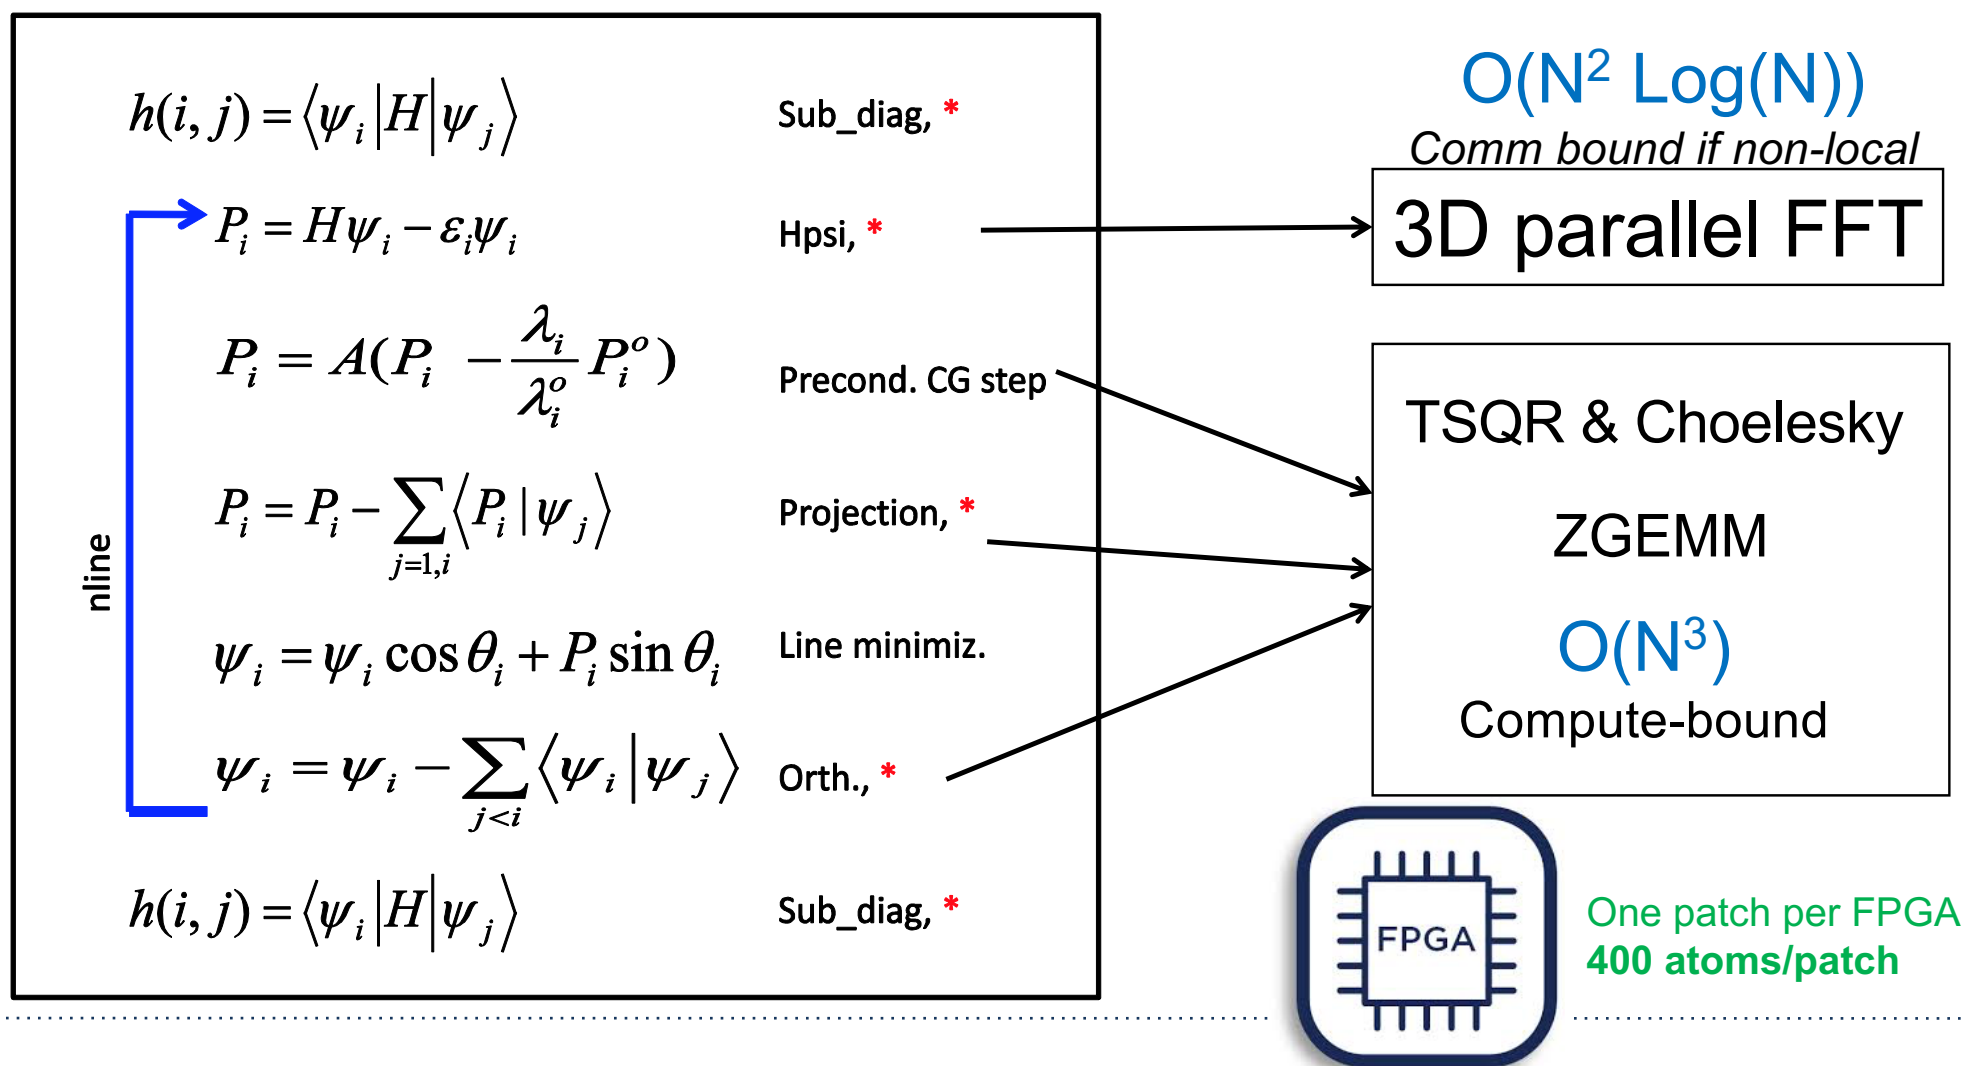 h(i, j) = ⟨ψ_i|H|ψ_j⟩ Sub_diag, *
P_i = Hψ_i − ε_iψ_i Hpsi, *
P_i = A(P_i − (λ_i/λ_i^o) P_i^o) Precond. CG step
P_i = P_i − ∑_{j=1,i} ⟨P_i | ψ_j⟩ Projection, *
nline
ψ_i = ψ_i cos θ_i + P_i sin θ_i Line minimiz.
ψ_i = ψ_i − ∑_{j<i} ⟨ψ_i|ψ_j⟩ Orth., *
h(i, j) = ⟨ψ_i|H|ψ_j⟩ Sub_diag, *
O(N² Log(N))
Comm bound if non-local
3D parallel FFT
TSQR & Choelesky
ZGEMM
O(N³)
Compute-bound
FPGA
One patch per FPGA
400 atoms/patch